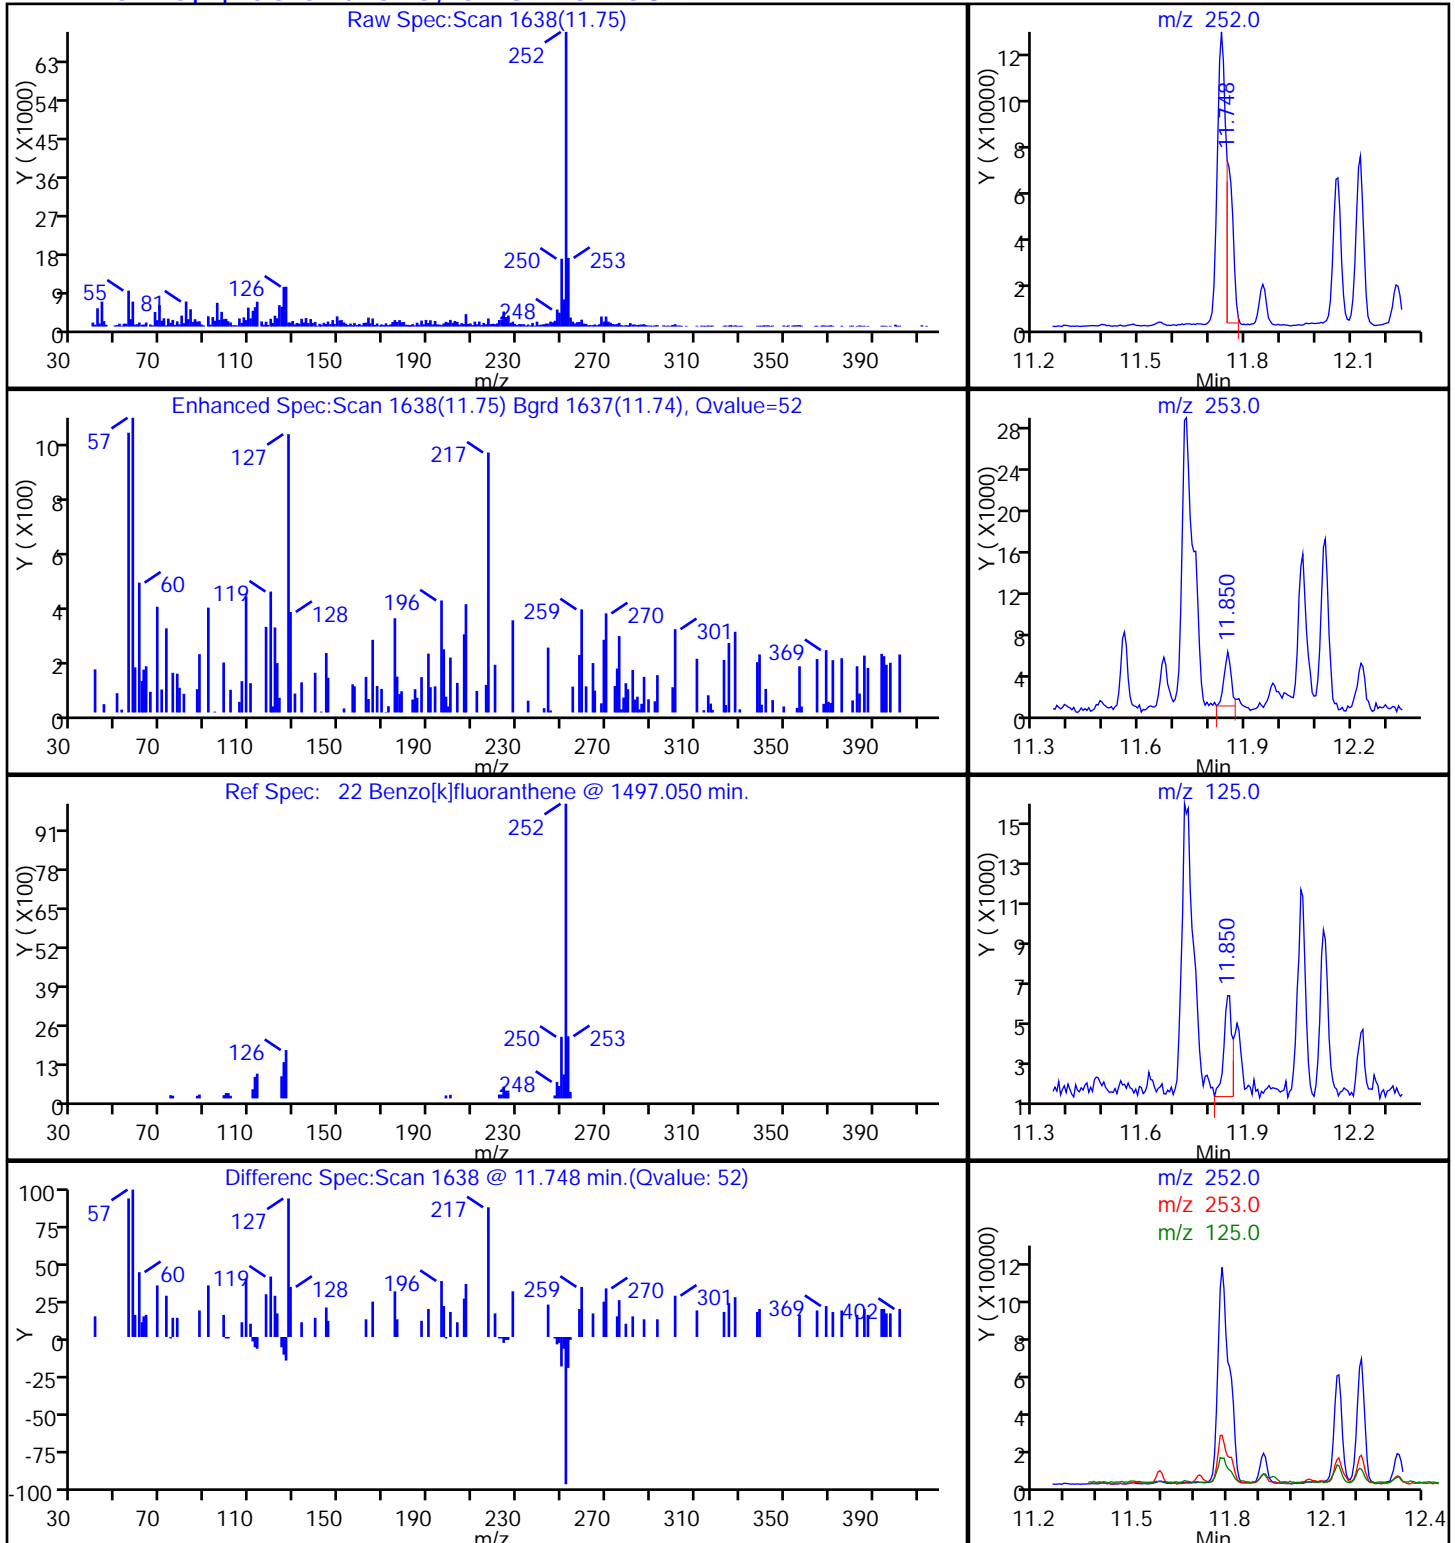 Raw Spec:Scan 1638(11.75)
Y ( X10000)
63
54
45
36
27
18
9
0
252
250
253
248
126
81
55
30 70 110 150 190 230 270 310 350 390
m/z
m/z 252.0
Y ( X10000)
12
10
8
6
4
2
0
11.748
11.2 11.5 11.8 12.1
Min
Enhanced Spec:Scan 1638(11.75) Bgrd 1637(11.74), Qvalue=52
Y ( X100)
10
8
6
4
2
0
57
127
217
60
119
128
196
259
270
301
369
30 70 110 150 190 230 270 310 350 390
m/z
m/z 253.0
Y ( X1000)
28
24
20
16
12
8
4
0
11.850
11.3 11.6 11.9 12.2
Min
Ref Spec: 22 Benzo[k]fluoranthene @ 1497.050 min.
Y ( X100)
91
78
65
52
39
26
13
0
252
250
253
248
126
30 70 110 150 190 230 270 310 350 390
m/z
m/z 125.0
Y ( X1000)
15
13
11
9
7
5
3
1
11.850
11.3 11.6 11.9 12.2
Min
Differenc Spec:Scan 1638 @ 11.748 min.(Qvalue: 52)
Y
100
75
50
25
0
-25
-50
-75
-100
57
127
217
60
119
128
196
259
270
301
369
402
30 70 110 150 190 230 270 310 350 390
m/z
m/z 252.0
m/z 253.0
m/z 125.0
Y ( X10000)
12
10
8
6
4
2
0
11.2 11.5 11.8 12.1 12.4
Min